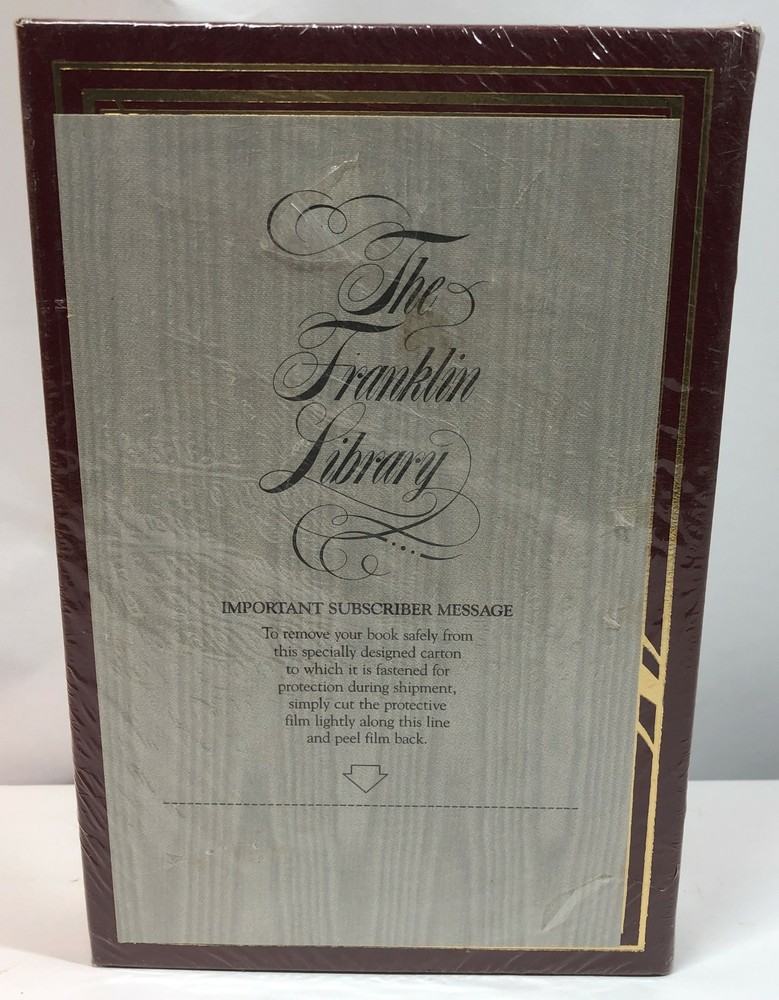 The
Franklin
Library
IMPORTANT SUBSCRIBER MESSAGE
To remove your book safely from
this specially designed carton
to which it is fastened for
protection during shipment,
simply cut the protective
film lightly along this line
and peel film back.